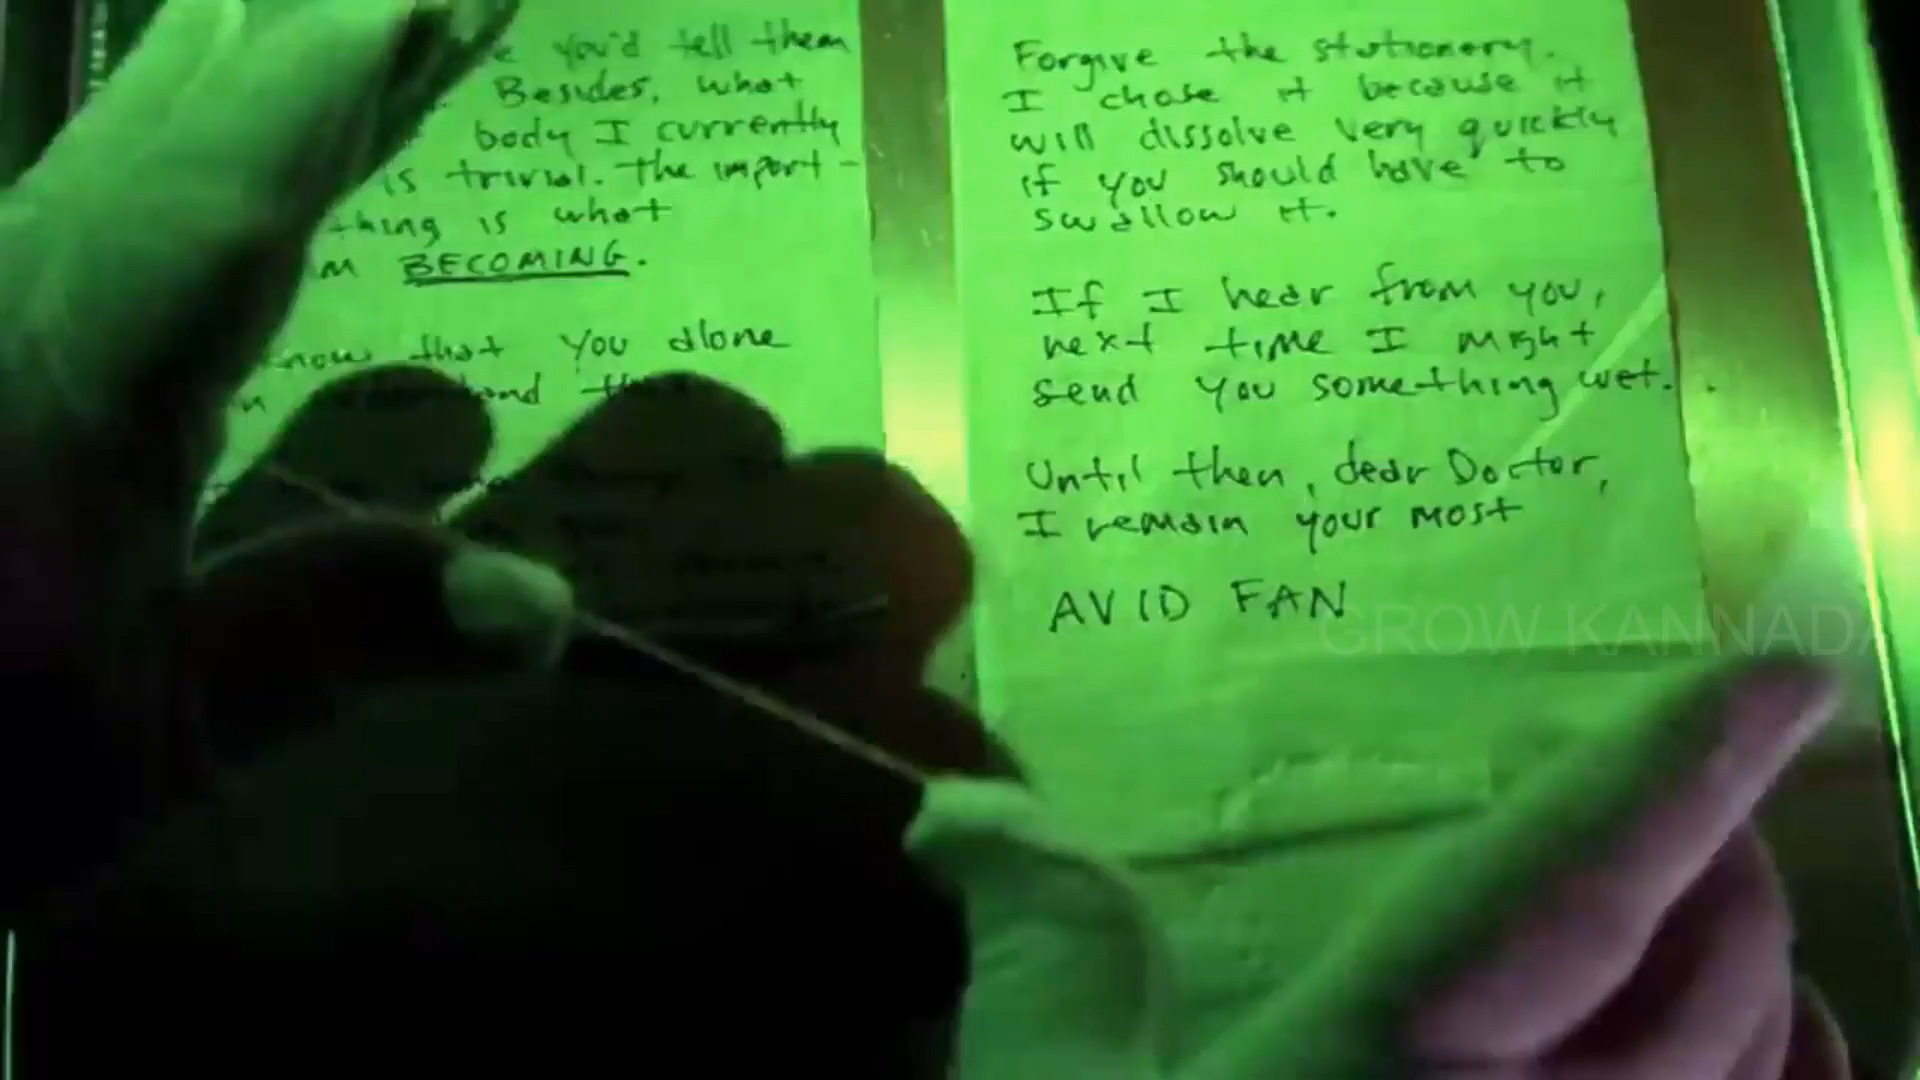 you'd tell them
Besides, what
body I currently
is trivial. The import-
thing is what
BECOMING.
that you alone
Forgive the stationery.
I chose it because it
will dissolve very quickly
if you should have to
swallow it.
If I hear from you,
next time I might
send you something wet.
Until then, dear Doctor,
I remain your most
AVID FAN
GROW KANNADA